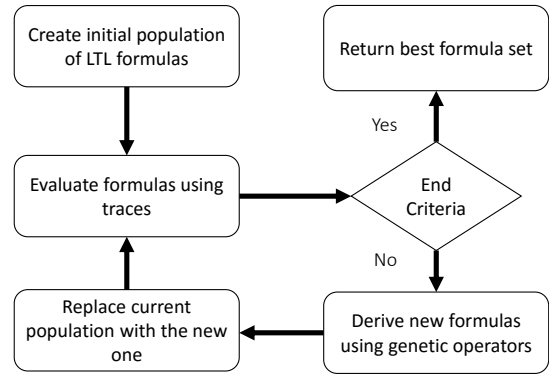 Create initial population
of LTL formulas
Return best formula set
Yes
Evaluate formulas using
traces
End
Criteria
No
Replace current
population with the new
one
Derive new formulas
using genetic operators